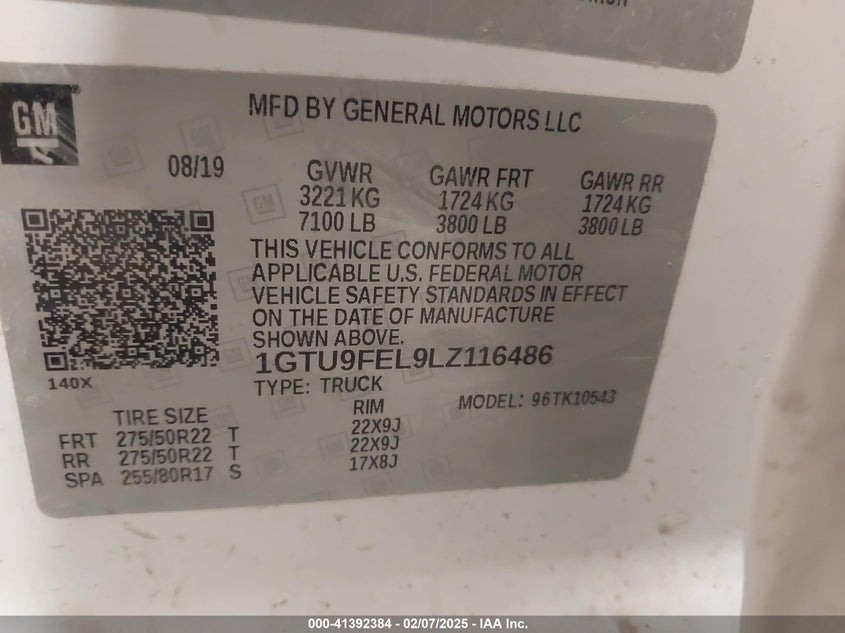 GM
MFD BY GENERAL MOTORS LLC
08/19
GVWR GAWR FRT GAWR RR
3221 KG 1724 KG 1724 KG
7100 LB 3800 LB 3800 LB
THIS VEHICLE CONFORMS TO ALL
APPLICABLE U.S. FEDERAL MOTOR
VEHICLE SAFETY STANDARDS IN EFFECT
ON THE DATE OF MANUFACTURE
SHOWN ABOVE.
1GTU9FEL9LZ116486
140X
TYPE: TRUCK
MODEL: 96TK10543
TIRE SIZE RIM
FRT 275/50R22 T 22X9J
RR 275/50R22 T 22X9J
SPA 255/80R17 S 17X8J
000-41392384 — 02/07/2025 — IAA Inc.